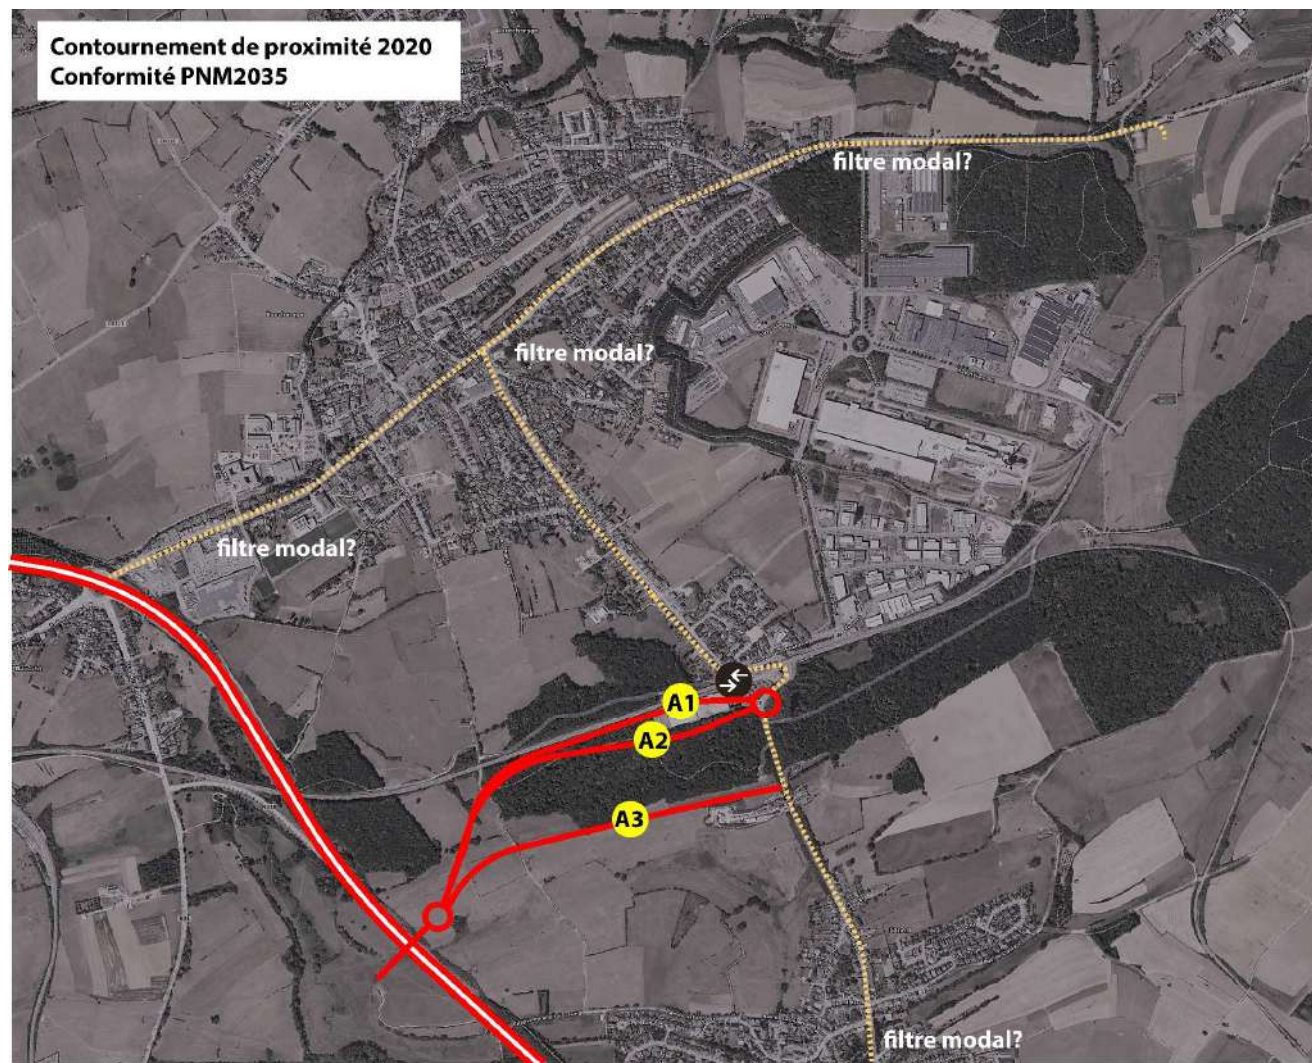 Contournement de proximité 2020
Conformité PNM2035
filtre modal?
filtre modal?
filtre modal?
A1
A2
A3
filtre modal?